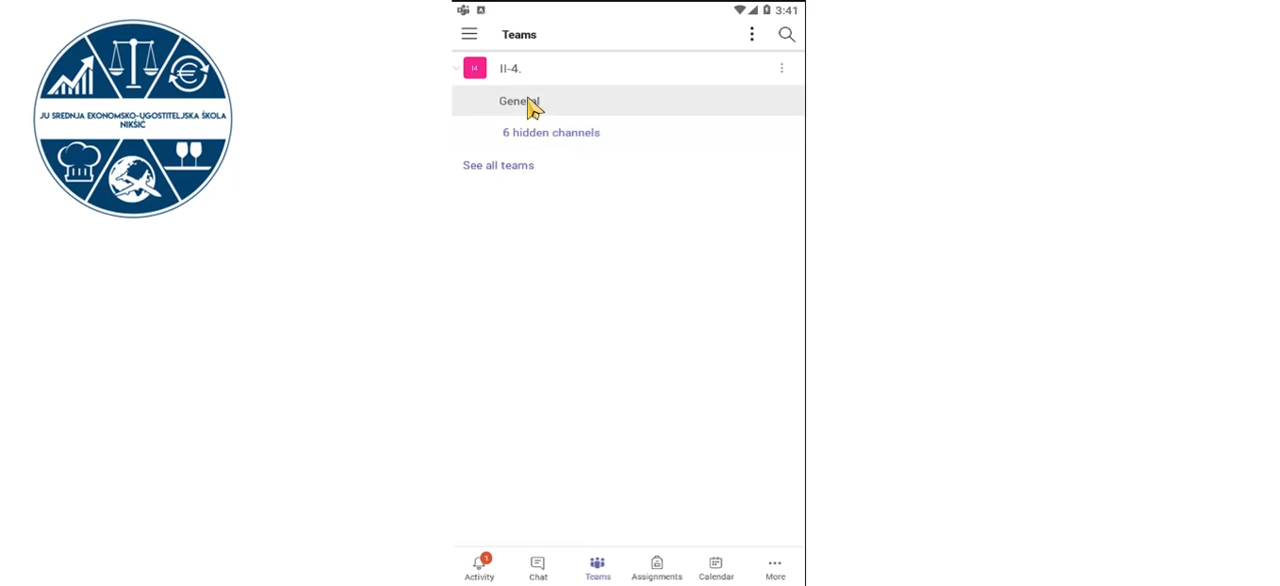 JU SREDNJA EKONOMSKO-UGOSTITELJSKA ŠKOLA
NIKŠIĆ
3:41
Teams
II-4.
General
6 hidden channels
See all teams
1
Activity
Chat
Teams
Assignments
Calendar
More